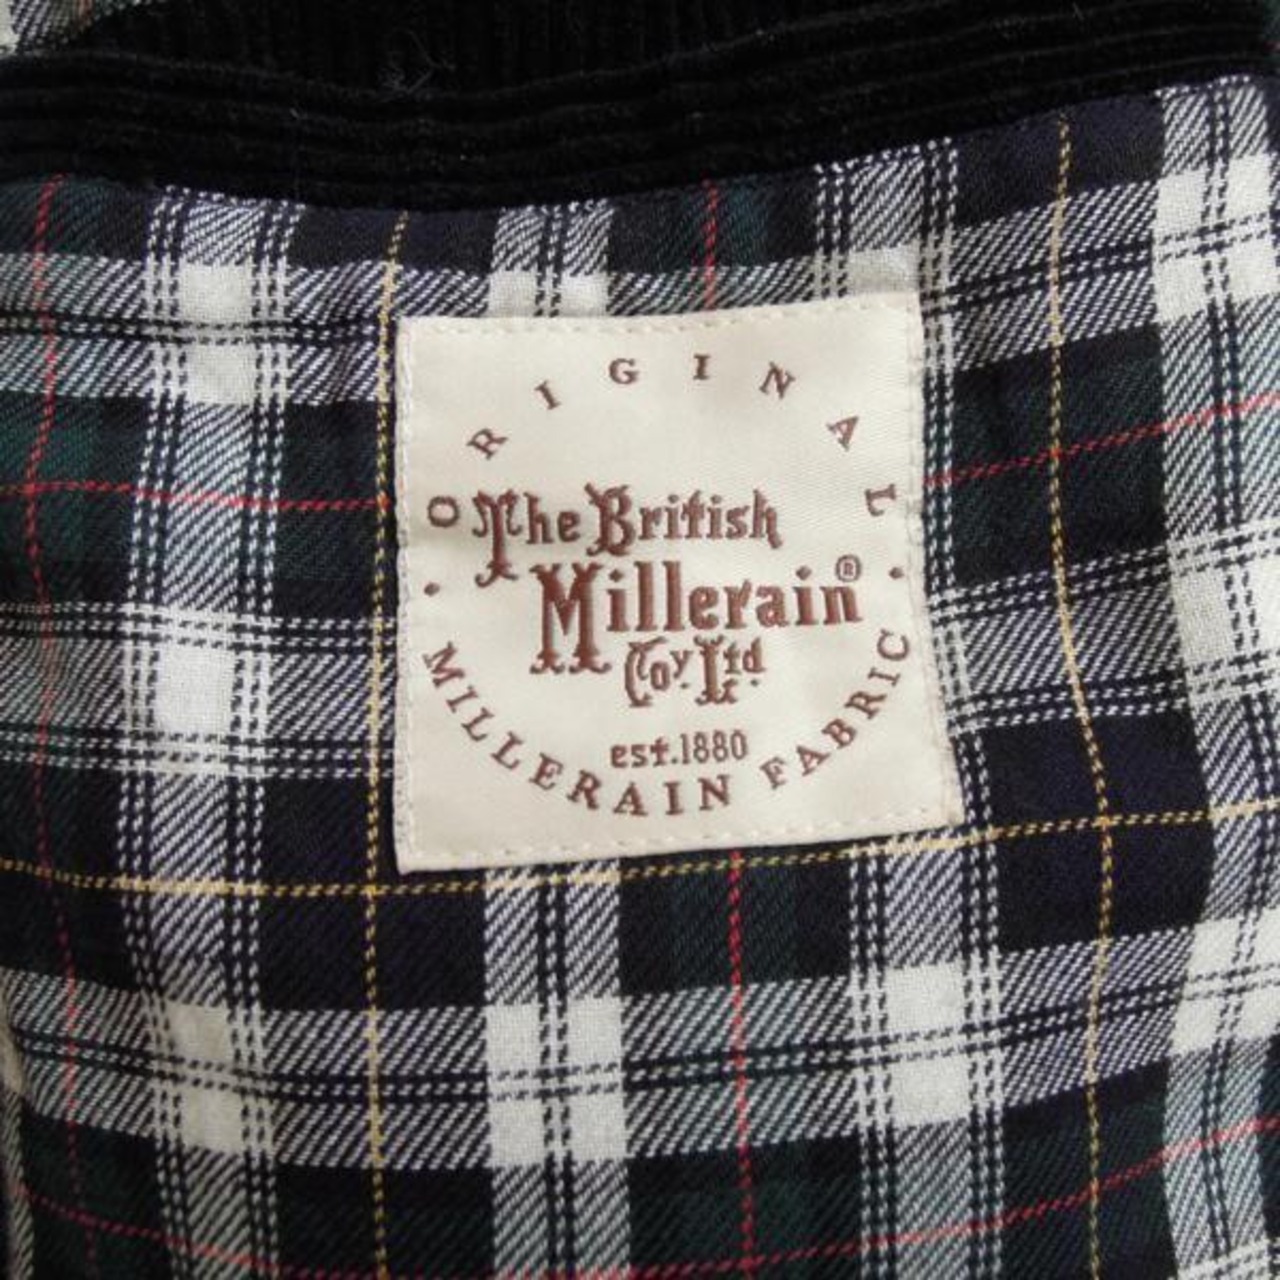 ORIGINAL
The British
Millerain®
Coy. Ltd
est.1880
MILLERAIN FABRIC